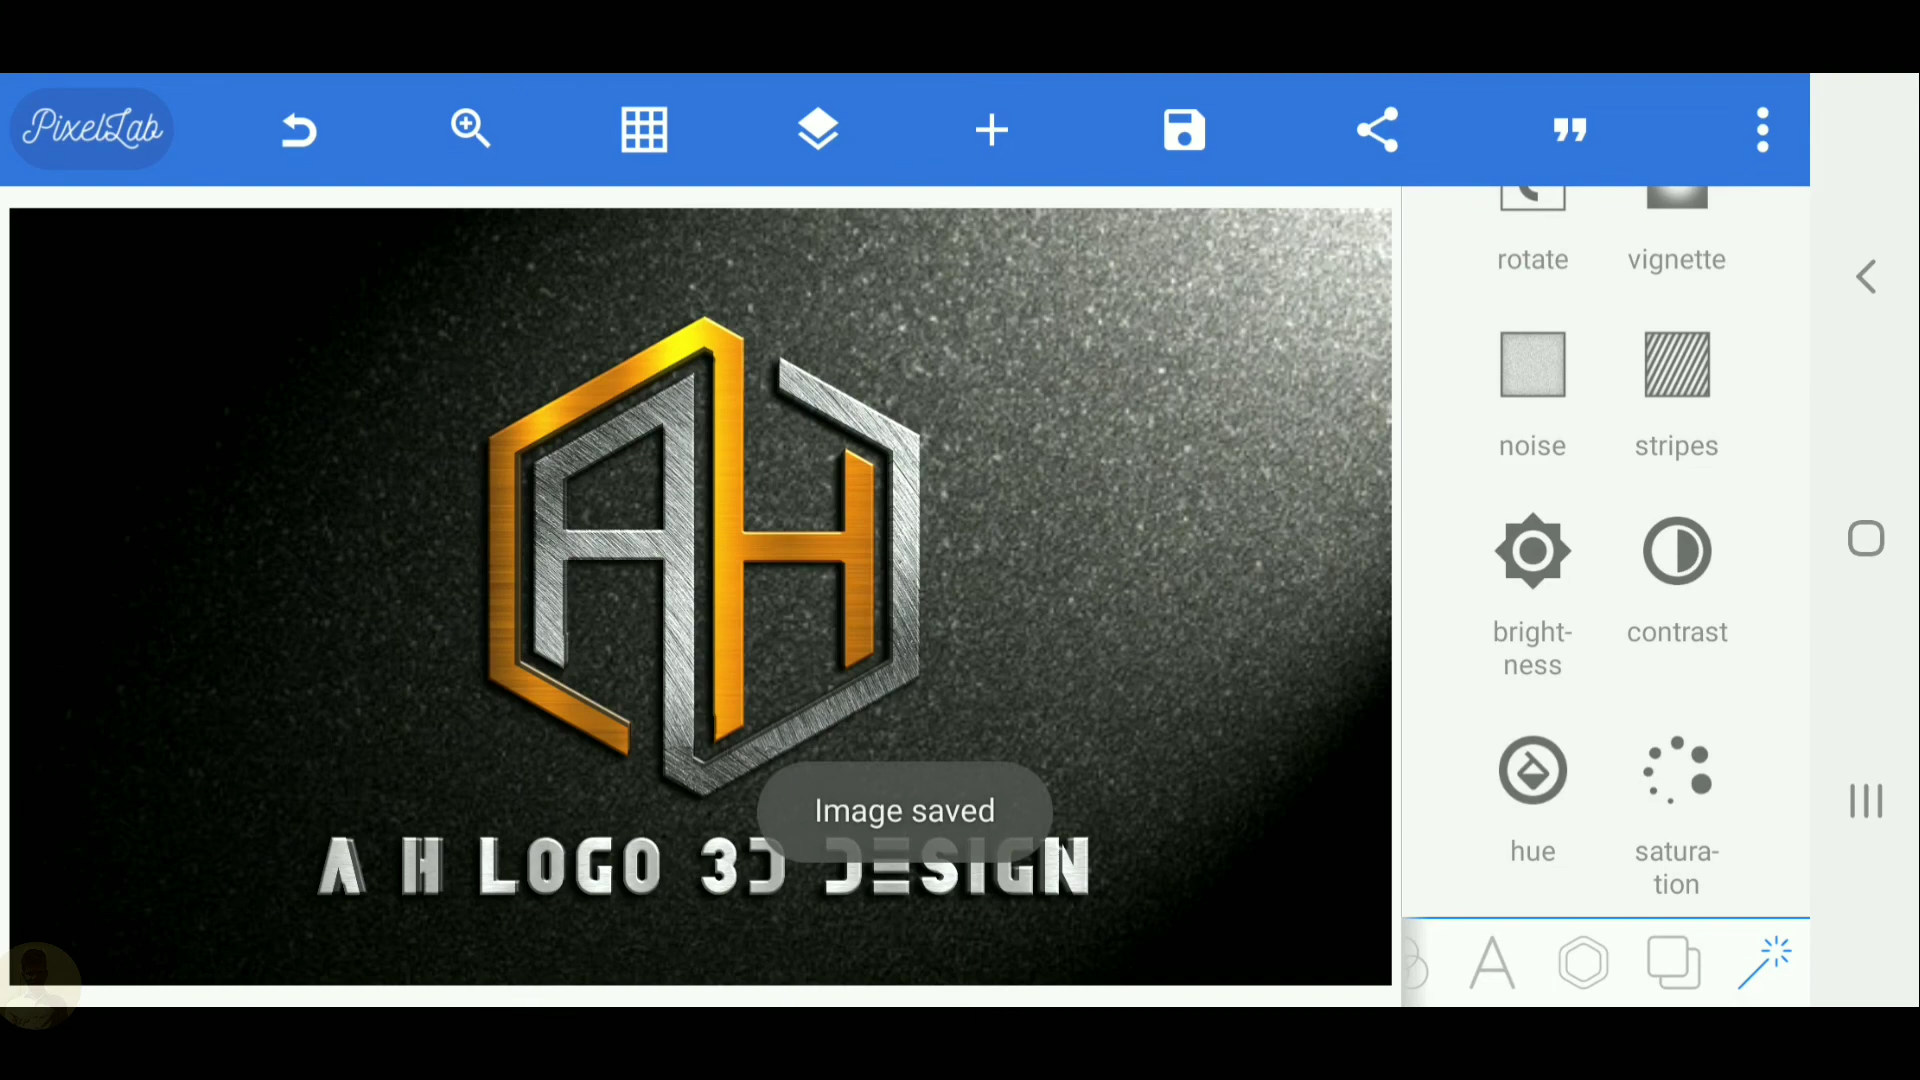 PixelLab
rotate
vignette
noise
stripes
bright-
ness
contrast
hue
satura-
tion
AH
Image saved
A H LOGO 3D DESIGN